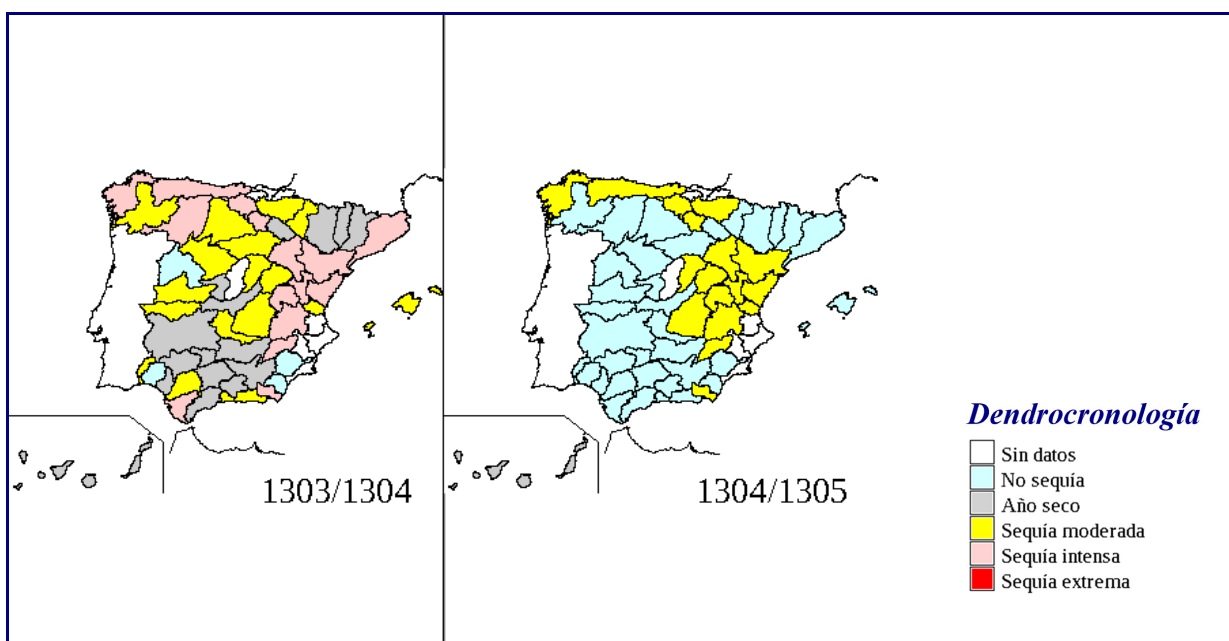 1303/1304
1304/1305
Dendrocronología
Sin datos
No sequía
Año seco
Sequía moderada
Sequía intensa
Sequía extrema